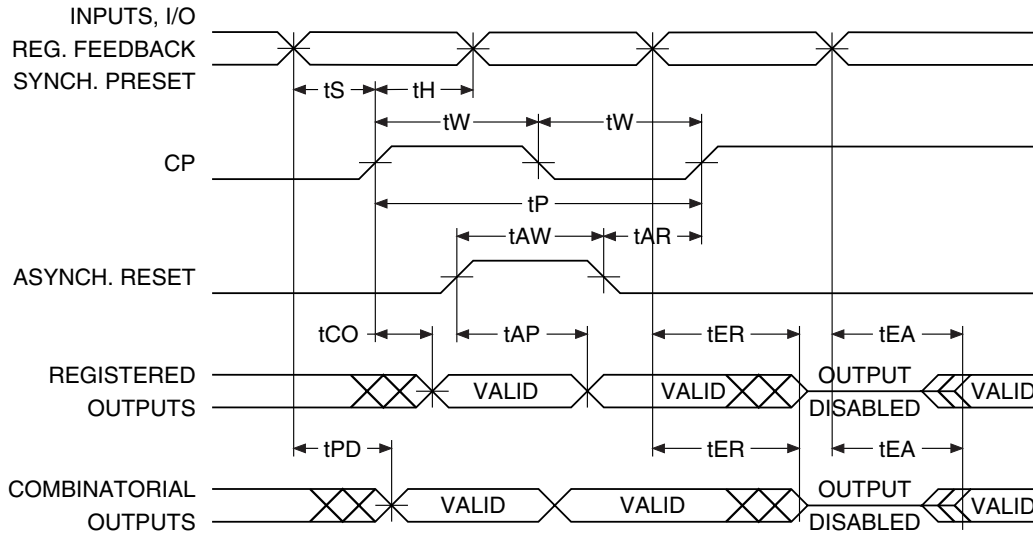 INPUTS, I/O
REG. FEEDBACK
SYNCH. PRESET
tS
tH
tW
tW
CP
tP
tAW
tAR
ASYNCH. RESET
tCO
tAP
tER
tEA
REGISTERED
OUTPUTS
VALID
VALID
OUTPUT
DISABLED
VALID
tPD
tER
tEA
COMBINATORIAL
OUTPUTS
VALID
VALID
OUTPUT
DISABLED
VALID